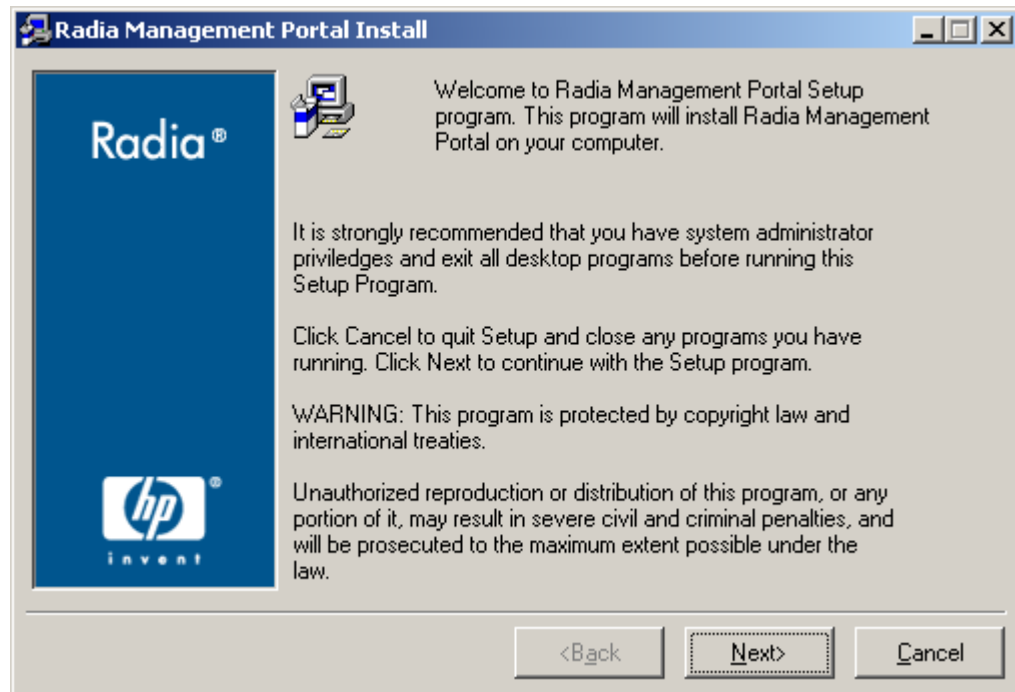 Radia Management Portal Install
Radia®
Welcome to Radia Management Portal Setup
program. This program will install Radia Management
Portal on your computer.
It is strongly recommended that you have system administrator
priviledges and exit all desktop programs before running this
Setup Program.
Click Cancel to quit Setup and close any programs you have
running. Click Next to continue with the Setup program.
WARNING: This program is protected by copyright law and
international treaties.
Unauthorized reproduction or distribution of this program, or any
portion of it, may result in severe civil and criminal penalties, and
will be prosecuted to the maximum extent possible under the
law.
hp®
invent
<Back
Next>
Cancel